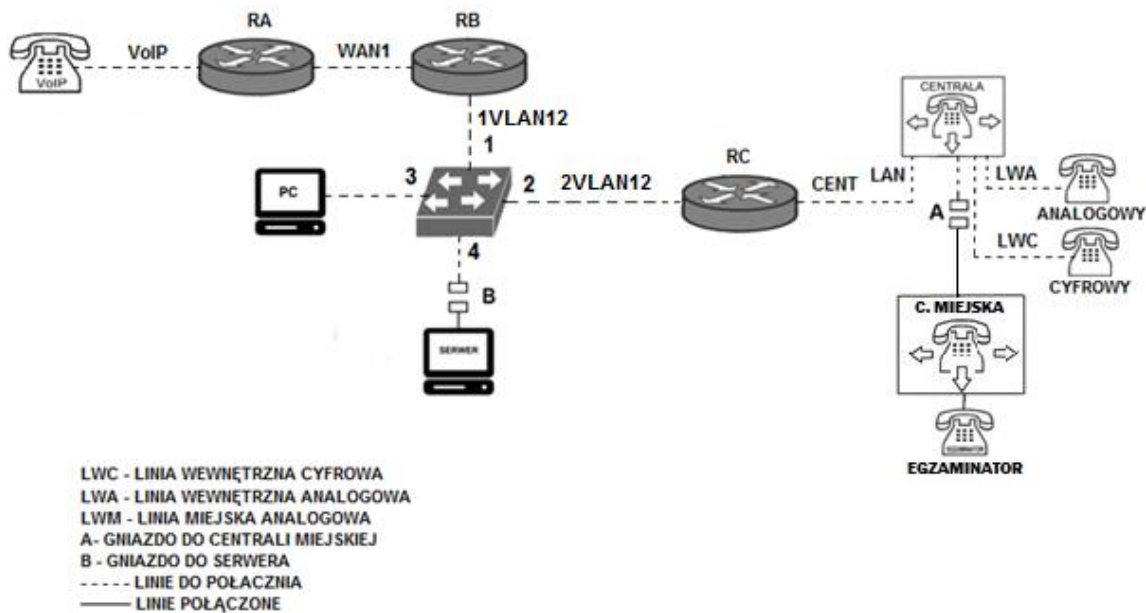 RA
RB
VoIP
WAN1
VoIP
1VLAN12
1
3
PC
2
2VLAN12
RC
CENT
LAN
CENTRALA
LWA
ANALOGOWY
A
LWC
CYFROWY
4
B
SERWER
C. MIEJSKA
EGZAMINATOR
EGZAMINATOR
LWC - LINIA WEWNĘTRZNA CYFROWA
LWA - LINIA WEWNĘTRZNA ANALOGOWA
LWM - LINIA MIEJSKA ANALOGOWA
A- GNIAZDO DO CENTRALI MIEJSKIEJ
B - GNIAZDO DO SERWERA
------ LINIE DO POŁACZNIA
——— LINIE POŁĄCZONE